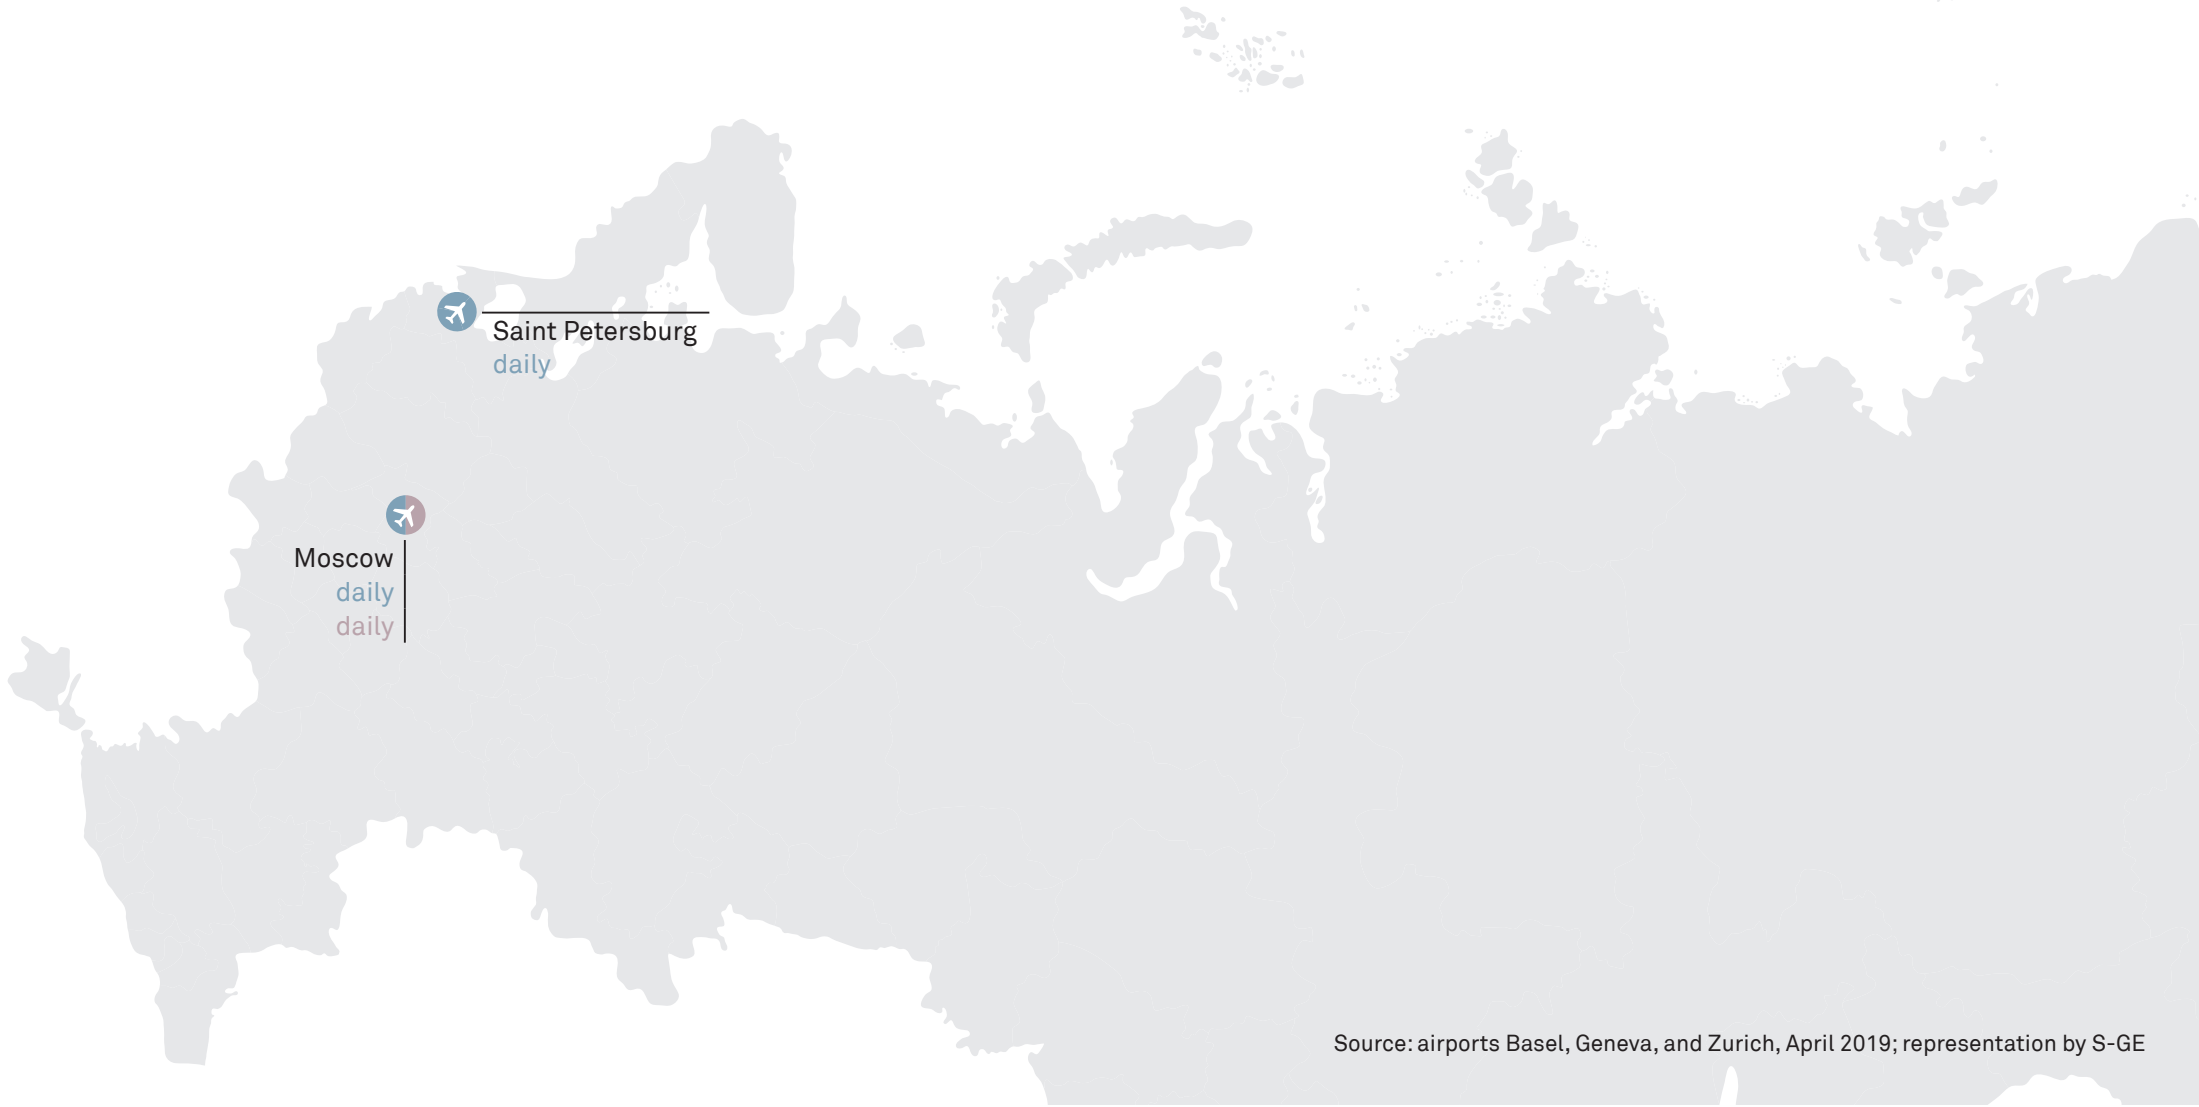 Saint Petersburg
daily
Moscow
daily
daily
Source: airports Basel, Geneva, and Zurich, April 2019; representation by S-GE